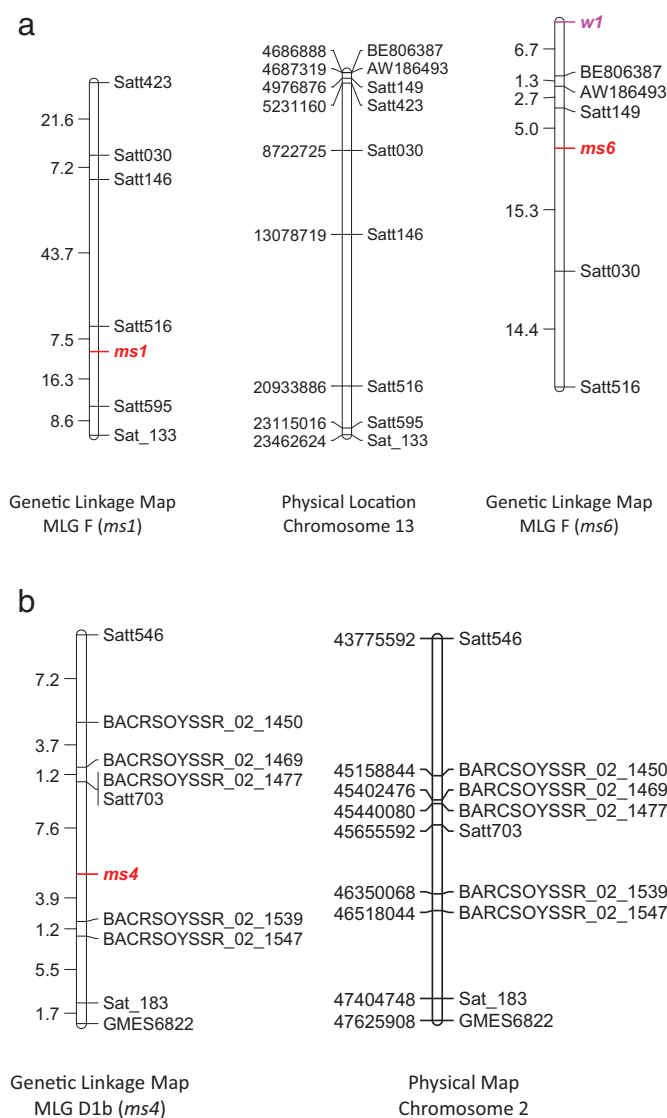 a
Satt423
21.6
Satt030
7.2
Satt146
43.7
Satt516
7.5
ms1
16.3
Satt595
8.6
Sat_133
Genetic Linkage Map
MLG F (ms1)
4686888 BE806387
4687319 AW186493
4976876 Satt149
5231160 Satt423
8722725 Satt030
13078719 Satt146
20933886 Satt516
23115016 Satt595
23462624 Sat_133
Physical Location
Chromosome 13
w1
6.7
BE806387
1.3
AW186493
2.7
Satt149
5.0
ms6
15.3
Satt030
14.4
Satt516
Genetic Linkage Map
MLG F (ms6)
b
Satt546
7.2
BACRSOYSSR_02_1450
3.7
BACRSOYSSR_02_1469
1.2
BACRSOYSSR_02_1477
Satt703
7.6
ms4
3.9
BACRSOYSSR_02_1539
1.2
BACRSOYSSR_02_1547
5.5
Sat_183
1.7
GMES6822
Genetic Linkage Map
MLG D1b (ms4)
43775592 Satt546
45158844 BARCSOYSSR_02_1450
45402476 BARCSOYSSR_02_1469
45440080 BARCSOYSSR_02_1477
45655592 Satt703
46350068 BARCSOYSSR_02_1539
46518044 BARCSOYSSR_02_1547
47404748 Sat_183
47625908 GMES6822
Physical Map
Chromosome 2